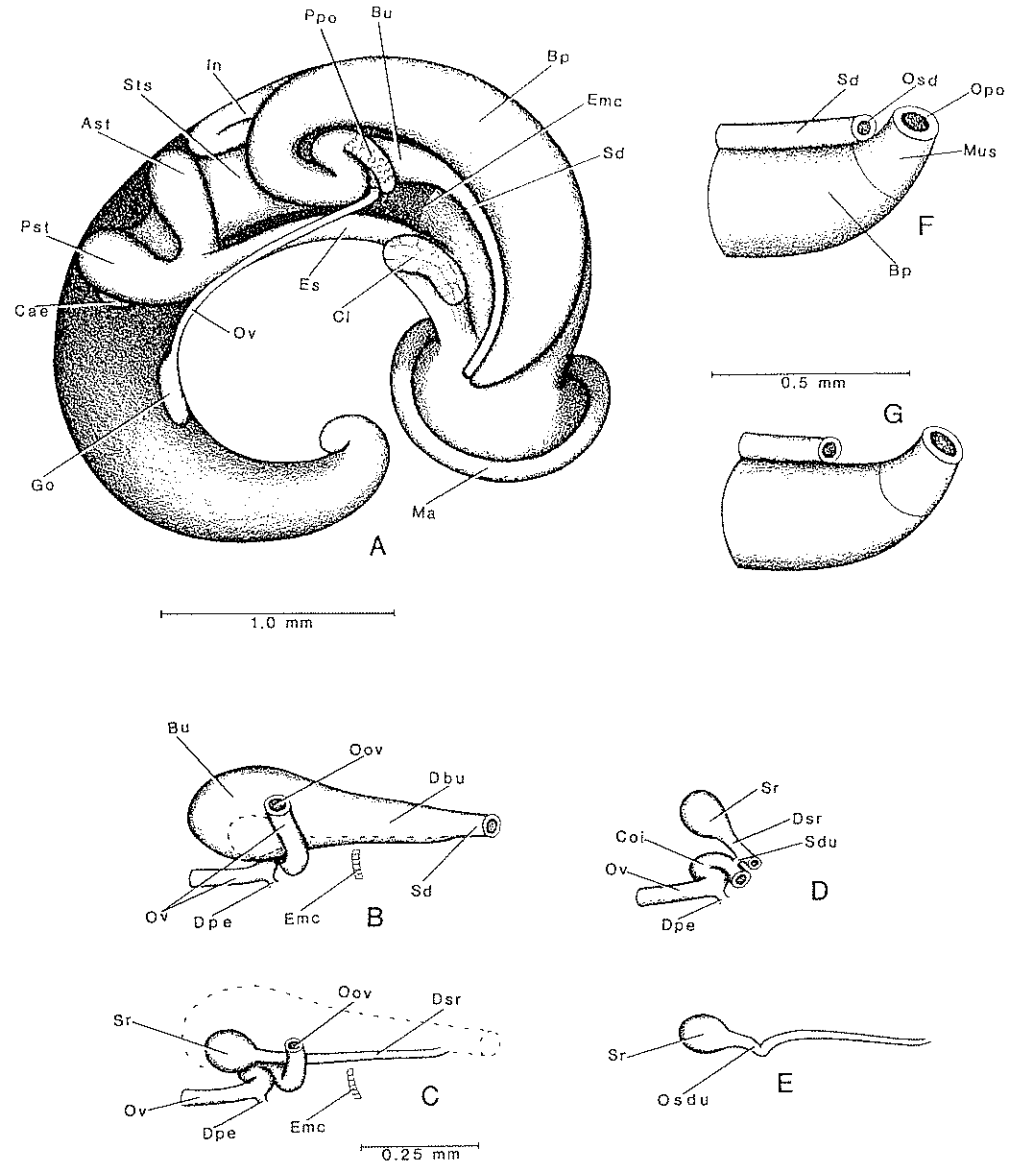 Ppo
Bu
Bp
In
Emc
Sts
Sd
Ast
Pst
Cae
Es
Cl
Ov
Go
Ma
A
1.0 mm
Sd
Osd
Opo
Mus
F
Bp
0.5 mm
G
Bu
Oov
Dbu
Sd
Ov
Dpe
Emc
B
Sr
Dsr
Sdu
Coi
Ov
Dpe
D
Oov
Dsr
Sr
Ov
Dpe
Emc
C
0.25 mm
Sr
Osdu
E